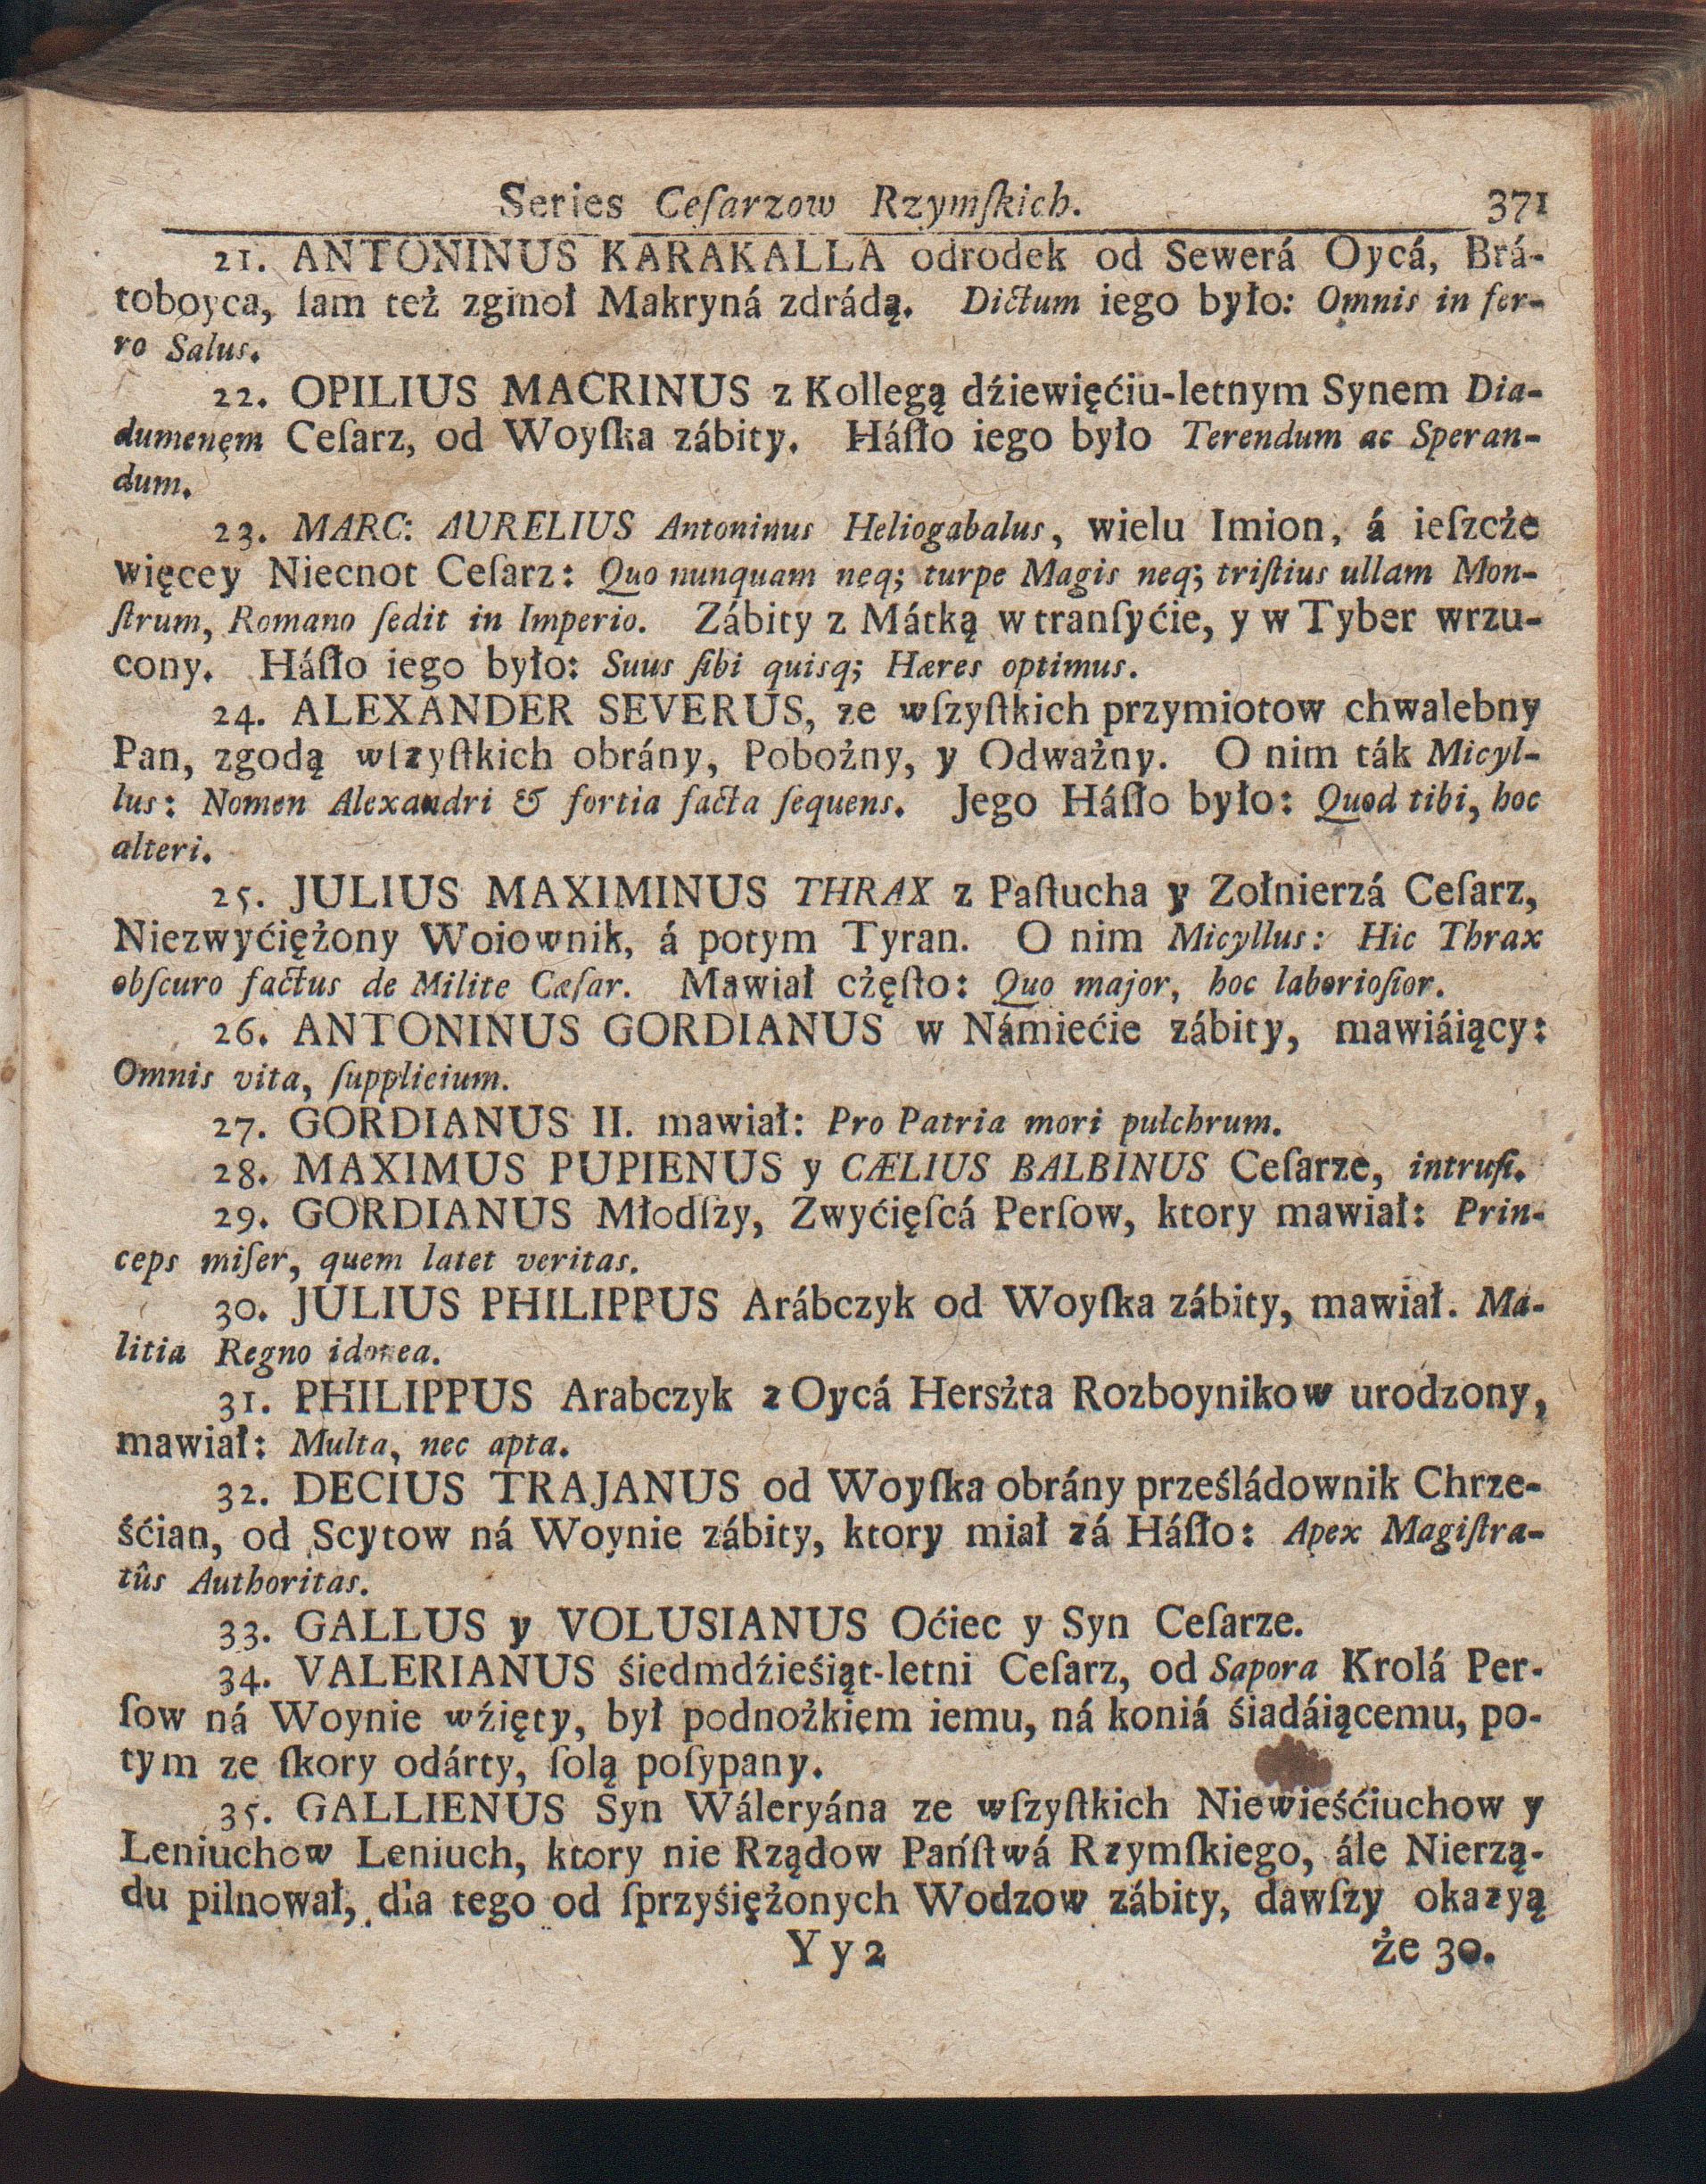 Series Ceſarzow Rzymſkich. 371
21. ANTONINUS KARAKALLA odrodek od Sewerá Oycá, Brá-
toboyca, ſam też zginoł Makryná zdrádą. Dictum iego było: Omnis in fer-
ro Salus.
22. OPILIUS MACRINUS z Kollegą dźiewięćiu-letnym Synem Dia-
dumenęm Ceſarz, od Woyſka zábity. Háſło iego było Terendum ac Speran-
dum.
23. MARC: AURELIUS Antoninus Heliogabalus, wielu Imion, á ieſzcże
więcey Niecnot Ceſarz: Quo nunquam neq; turpe Magis neq; triſtius ullam Mon-
ſtrum, Romano ſedit in Imperio. Zábity z Mátką w tranſyćie, y w Tyber wrzu-
cony. Háſło iego było: Suus ſibi quisq; Hæres optimus.
24. ALEXANDER SEVERUS, ze wſzyſtkich przymiotow chwalebny
Pan, zgodą wſzyſtkich obrány, Pobożny, y Odważny. O nim ták Micyl-
lus: Nomen Alexandri & fortia facta ſequens. Jego Háſło było: Quod tibi, hoc
alteri.
25. JULIUS MAXIMINUS THRAX z Paſtucha y Zołnierzá Ceſarz,
Niezwyćiężony Woiownik, á potym Tyran. O nim Micyllus: Hic Thrax
obſcuro factus de Milite Cæſar. Mawiał cżęſto: Quo major, hoc laborioſior.
26. ANTONINUS GORDIANUS w Námiećie zábity, mawiáiący:
Omnis vita, ſupplicium.
27. GORDIANUS II. mawiał: Pro Patria mori pulchrum.
28. MAXIMUS PUPIENUS y CÆLIUS BALBINUS Ceſarze, intruſi.
29. GORDIANUS Młodſzy, Zwyćięſcá Perſow, ktory mawiał: Prin-
ceps miſer, quem latet veritas.
30. JULIUS PHILIPPUS Arábczyk od Woyſka zábity, mawiał. Ma-
litia Regno idonea.
31. PHILIPPUS Arabczyk z Oycá Hersżta Rozboynikow urodzony,
mawiał: Multa, nec apta.
32. DECIUS TRAJANUS od Woyſka obrány prześládownik Chrze-
śćian, od Scytow ná Woynie zábity, ktory miał zá Háſło: Apex Magiſtra-
tûs Authoritas.
33. GALLUS y VOLUSIANUS Oćiec y Syn Ceſarze.
34. VALERIANUS śiedmdźieśiąt-letni Ceſarz, od Sapora Krolá Per-
ſow ná Woynie wźięty, był podnożkiem iemu, ná koniá śiadáiącemu, po-
tym ze ſkory odárty, ſolą poſypany.
35. GALLIENUS Syn Wáleryána ze wſzyſtkich Niewieśćiuchow y
Leniuchow Leniuch, ktory nie Rządow Pańſtwá Rzymſkiego, ále Nierzą-
du pilnował, dla tego od ſprzyśiężonych Wodzow zábity, dawſzy okazyą
Y y 2 że 30.